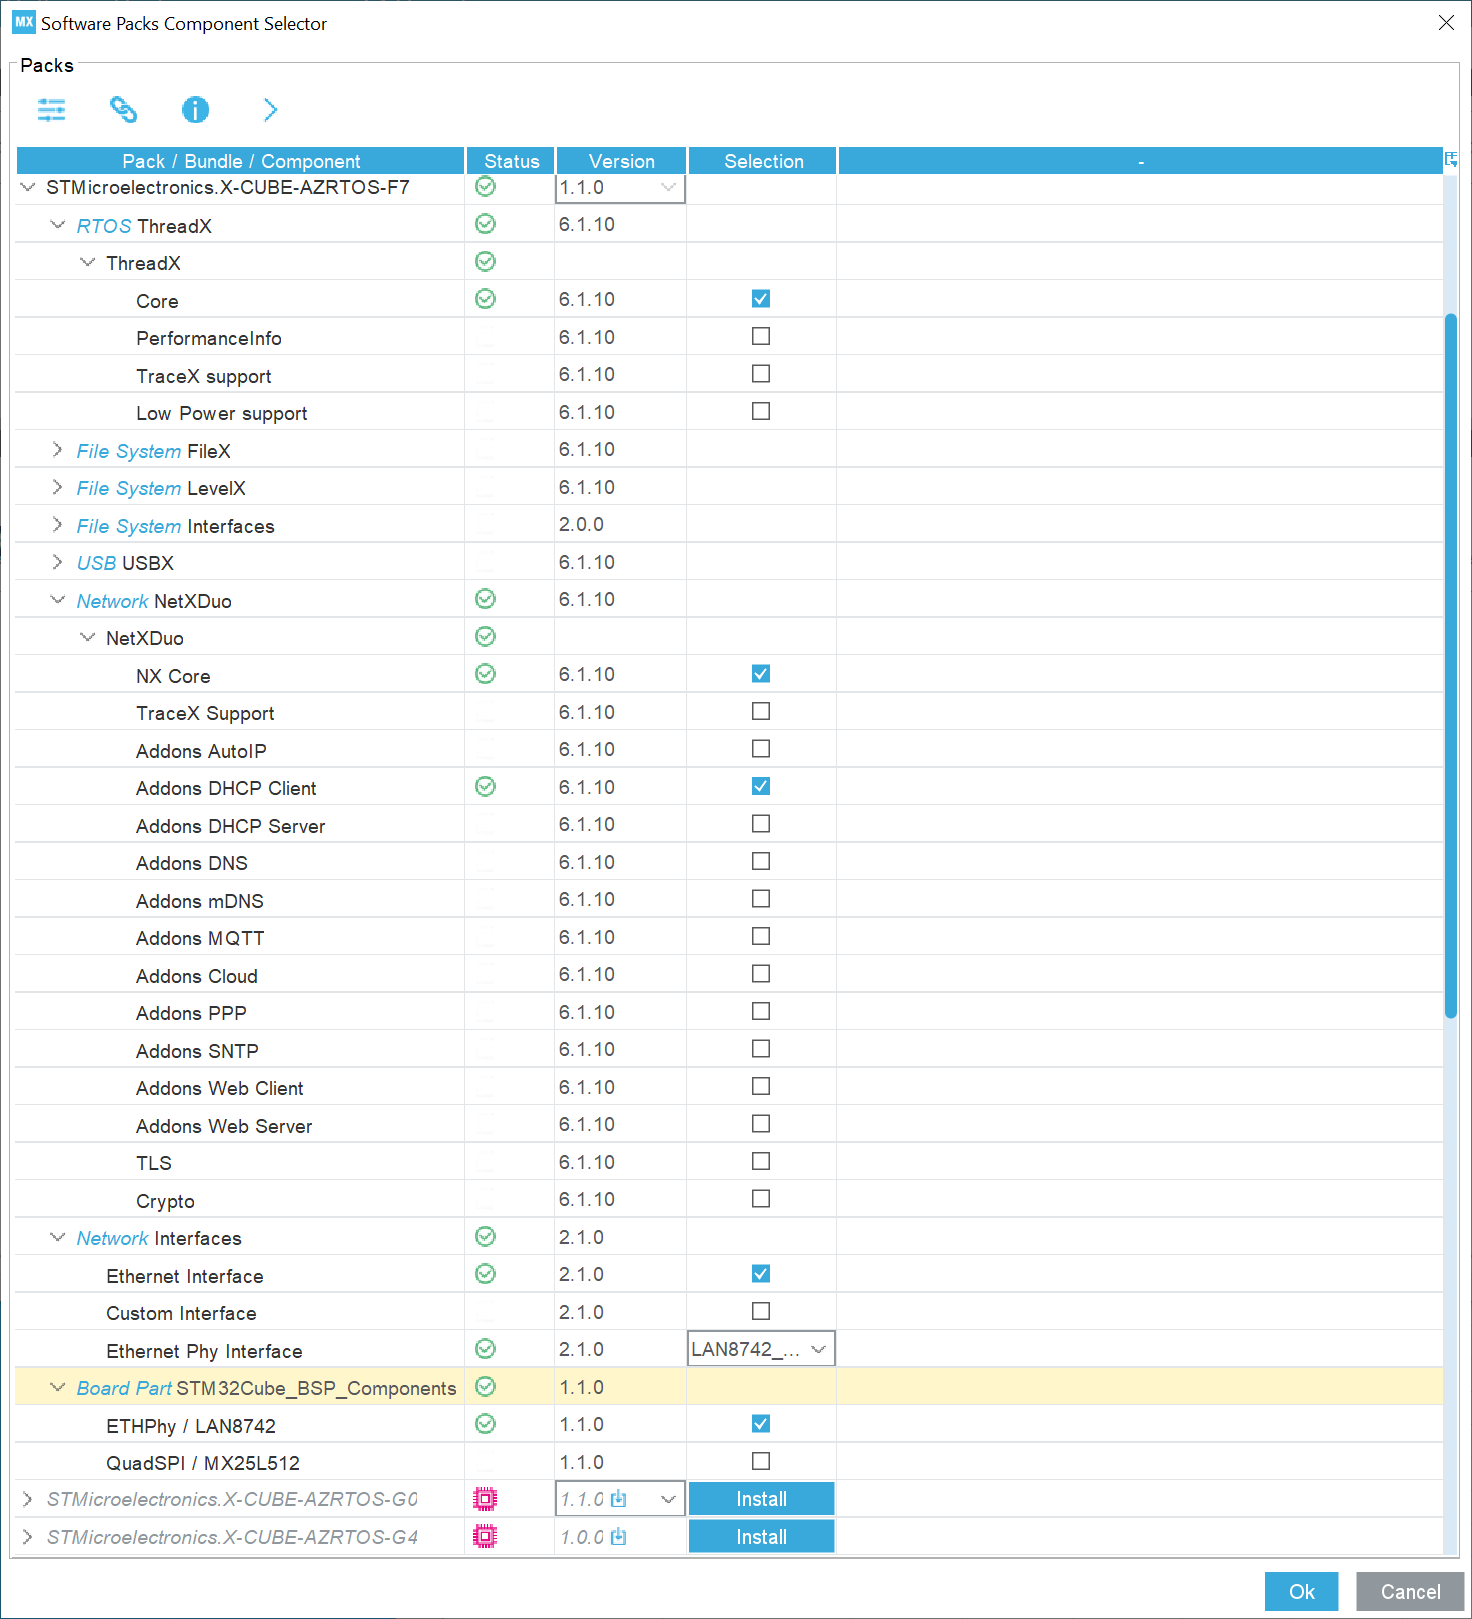 MX Software Packs Component Selector
Packs
Pack / Bundle / Component Status Version Selection -
STMicroelectronics.X-CUBE-AZRTOS-F7 1.1.0
RTOS ThreadX 6.1.10
ThreadX
Core 6.1.10
PerformanceInfo 6.1.10
TraceX support 6.1.10
Low Power support 6.1.10
File System FileX 6.1.10
File System LevelX 6.1.10
File System Interfaces 2.0.0
USB USBX 6.1.10
Network NetXDuo 6.1.10
NetXDuo
NX Core 6.1.10
TraceX Support 6.1.10
Addons AutoIP 6.1.10
Addons DHCP Client 6.1.10
Addons DHCP Server 6.1.10
Addons DNS 6.1.10
Addons mDNS 6.1.10
Addons MQTT 6.1.10
Addons Cloud 6.1.10
Addons PPP 6.1.10
Addons SNTP 6.1.10
Addons Web Client 6.1.10
Addons Web Server 6.1.10
TLS 6.1.10
Crypto 6.1.10
Network Interfaces 2.1.0
Ethernet Interface 2.1.0
Custom Interface 2.1.0
Ethernet Phy Interface 2.1.0 LAN8742_...
Board Part STM32Cube_BSP_Components 1.1.0
ETHPhy / LAN8742 1.1.0
QuadSPI / MX25L512 1.1.0
STMicroelectronics.X-CUBE-AZRTOS-G0 1.1.0 Install
STMicroelectronics.X-CUBE-AZRTOS-G4 1.0.0 Install
Ok Cancel